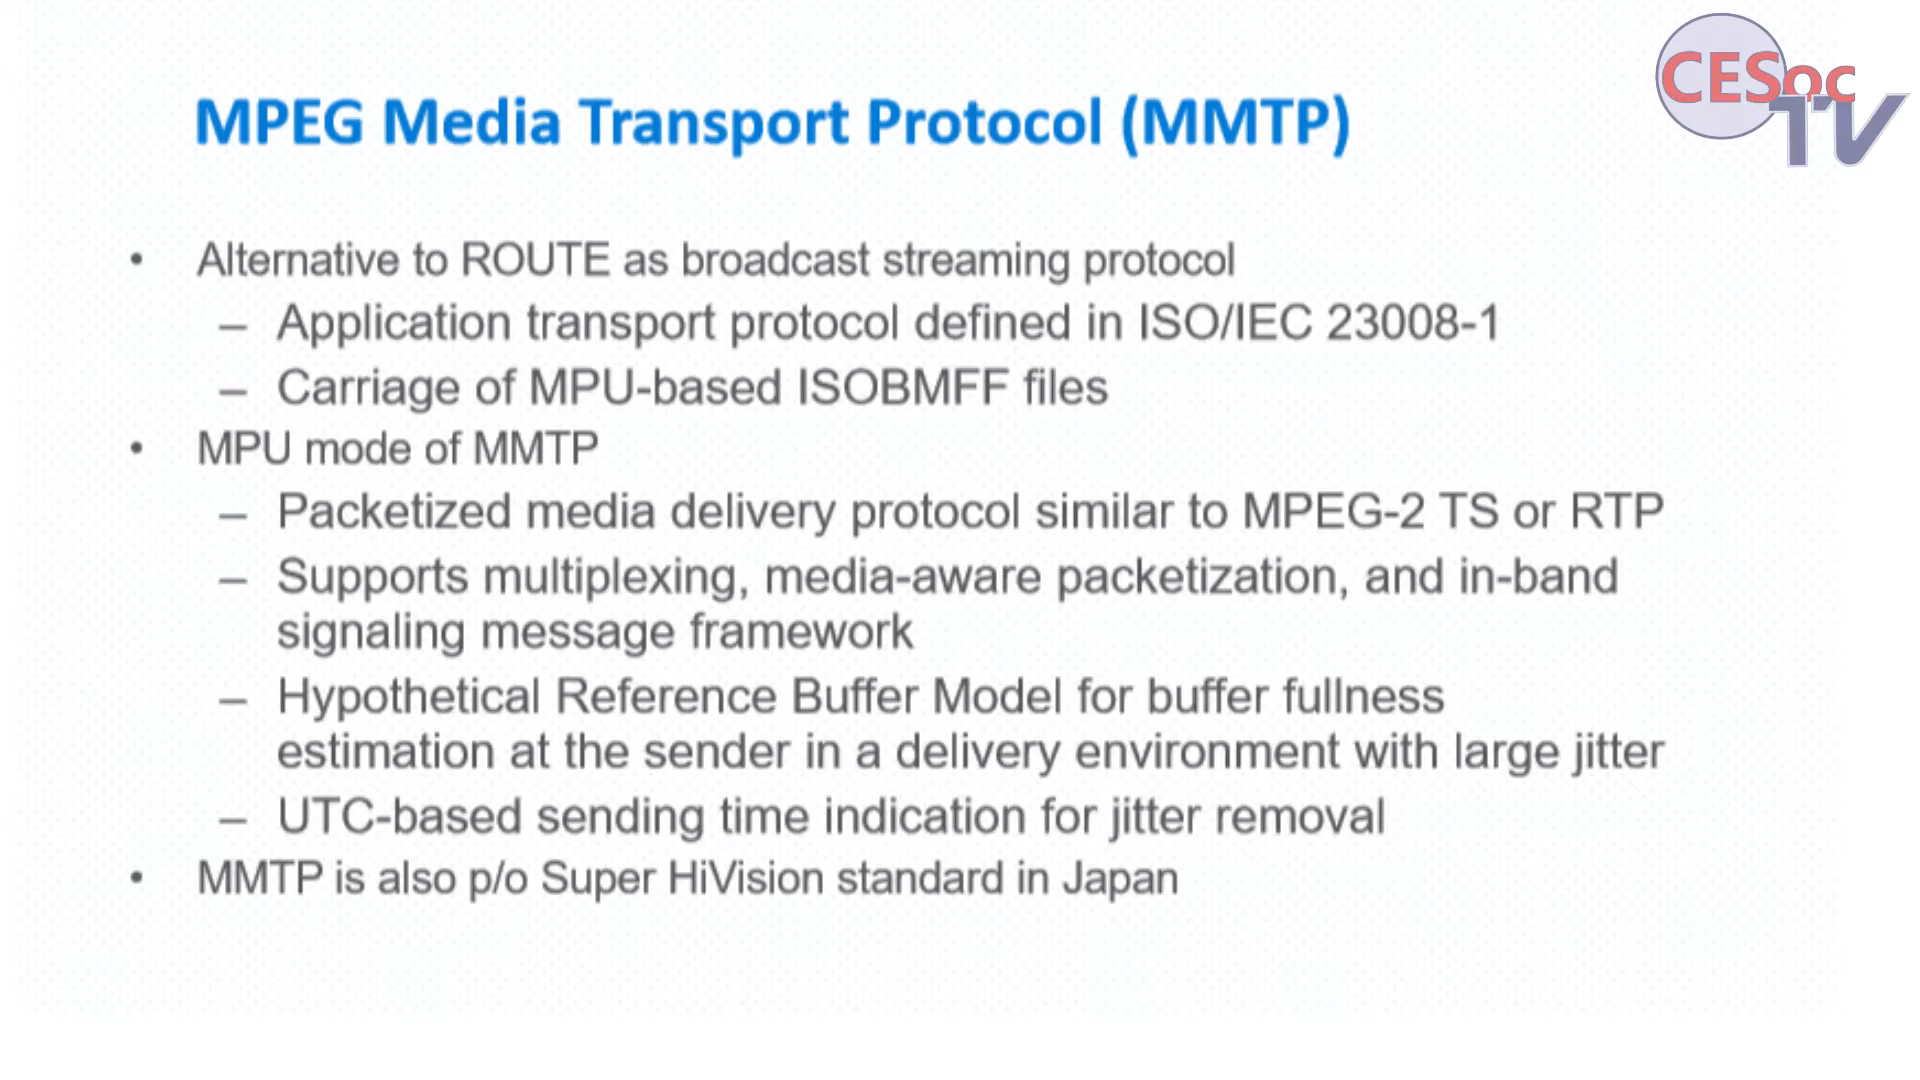 CESoc
TV
MPEG Media Transport Protocol (MMTP)
• Alternative to ROUTE as broadcast streaming protocol
– Application transport protocol defined in ISO/IEC 23008-1
– Carriage of MPU-based ISOBMFF files
• MPU mode of MMTP
– Packetized media delivery protocol similar to MPEG-2 TS or RTP
– Supports multiplexing, media-aware packetization, and in-band
signaling message framework
– Hypothetical Reference Buffer Model for buffer fullness
estimation at the sender in a delivery environment with large jitter
– UTC-based sending time indication for jitter removal
• MMTP is also p/o Super HiVision standard in Japan